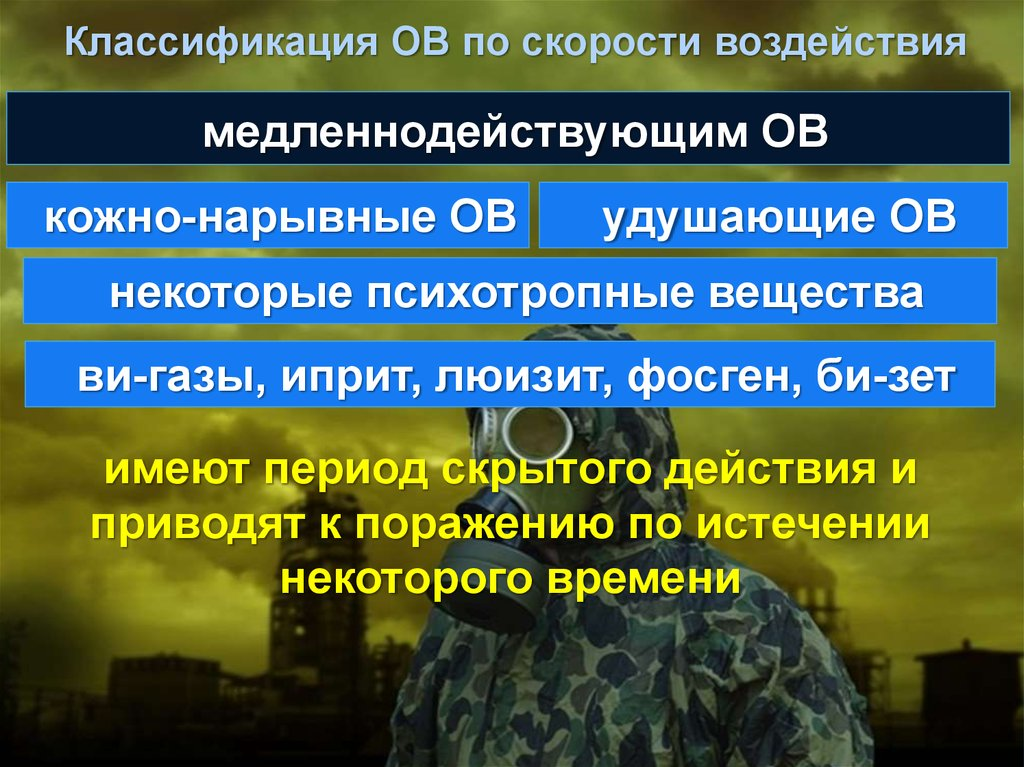 Классификация ОВ по скорости воздействия
медленнодействующим ОВ
кожно-нарывные ОВ
удушающие ОВ
некоторые психотропные вещества
ви-газы, иприт, люизит, фосген, би-зет
имеют период скрытого действия и
приводят к поражению по истечении
некоторого времени